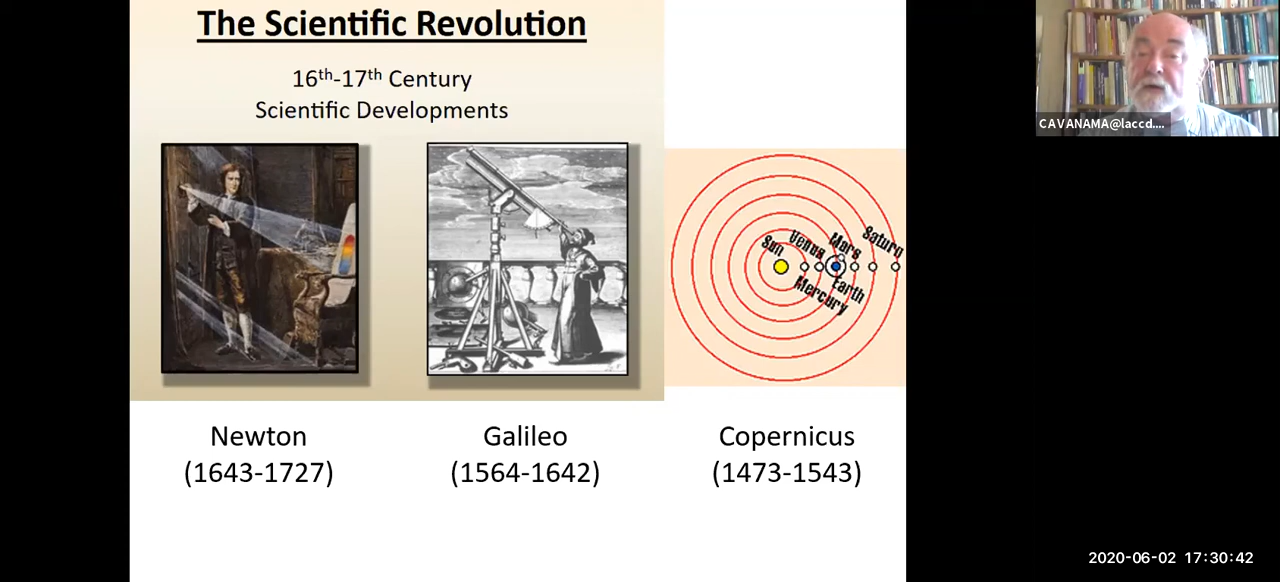 The Scientific Revolution
16th-17th Century
Scientific Developments
CAVANAMA@laccd....
Sun
Venus
Mars
Saturn
Mercury
Earth
Newton
(1643-1727)
Galileo
(1564-1642)
Copernicus
(1473-1543)
2020-06-02 17:30:42